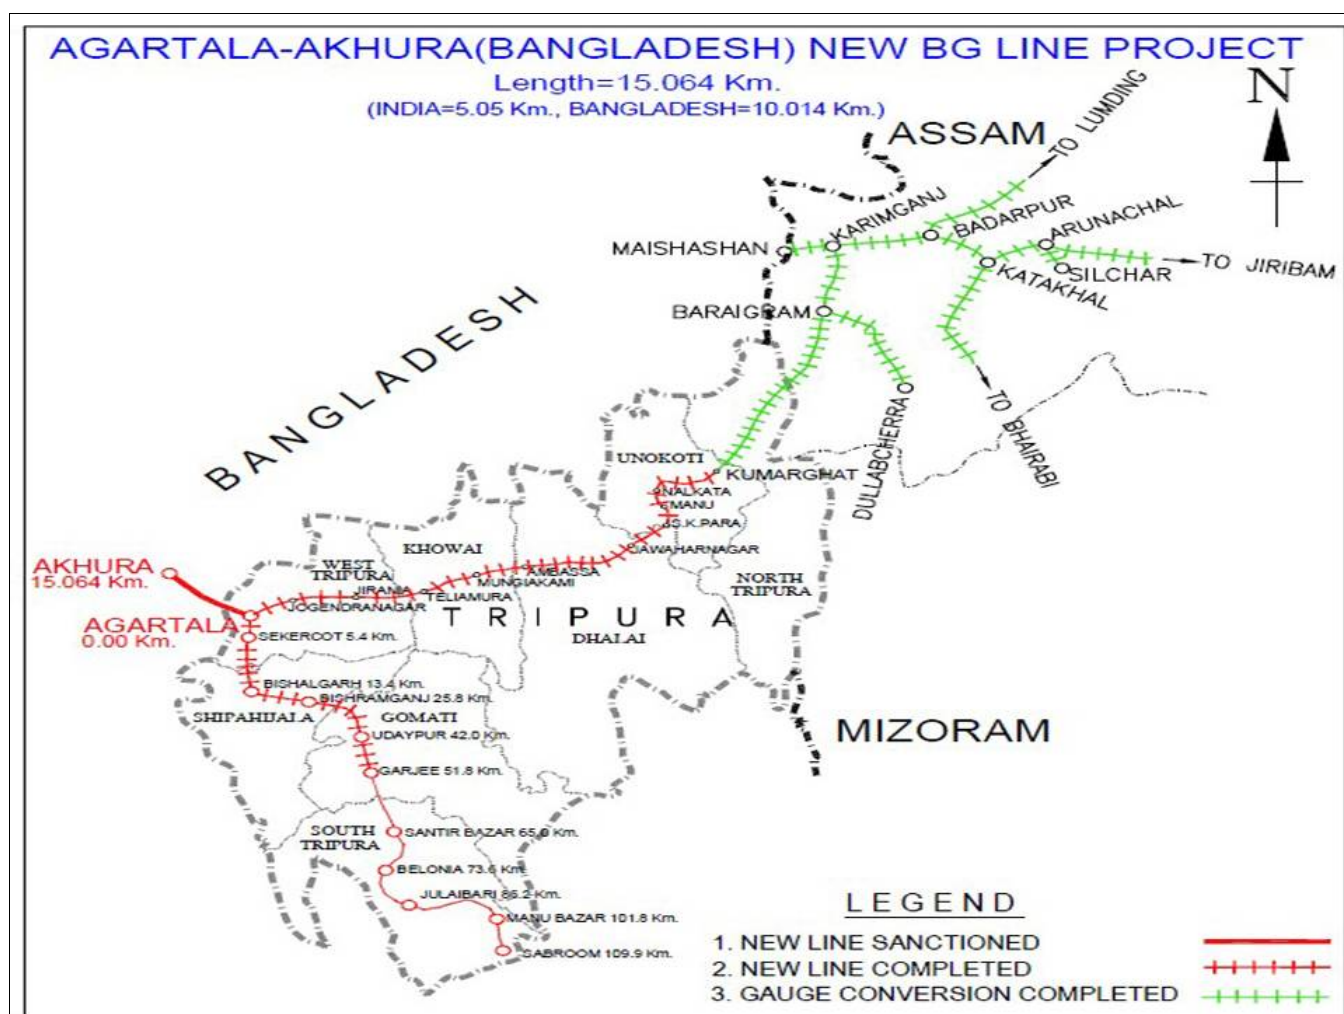 AGARTALA-AKHURA(BANGLADESH) NEW BG LINE PROJECT
Length=15.064 Km.
(INDIA=5.05 Km., BANGLADESH=10.014 Km.)
N
ASSAM
TO LUMDING
KARIMGANJ
BADARPUR
ARUNACHAL
MAISHASHAN
SILCHAR
TO JIRIBAM
KATAKHAL
BARAIGRAM
BANGLADESH
DULLABCHERRA
TO BHAIRABI
UNOKOTI
KUMARGHAT
NALKATA
MANU
S.K.PARA
JAWAHARNAGAR
KHOWAI
WEST
TRIPURA
AMBASSA
MUNGIAKAMI
NORTH
TRIPURA
AKHURA
15.064 Km.
JIRANIA
TELIAMURA
JOGENDRANAGAR
TRIPURA
AGARTALA
0.00 Km.
SEKERCOT 5.4 Km.
DHALAI
BISHALGARH 13.4 Km.
BISHRAMGANJ 25.8 Km.
SHIPAHIJALA
GOMATI
UDAYPUR 42.0 Km.
MIZORAM
GARJEE 51.8 Km.
SOUTH
TRIPURA
SANTIR BAZAR 65.0 Km.
BELONIA 73.6 Km.
JULAIBARI 86.2 Km.
MANU BAZAR 101.8 Km.
SABROOM 109.9 Km.
LEGEND
1. NEW LINE SANCTIONED
2. NEW LINE COMPLETED
3. GAUGE CONVERSION COMPLETED